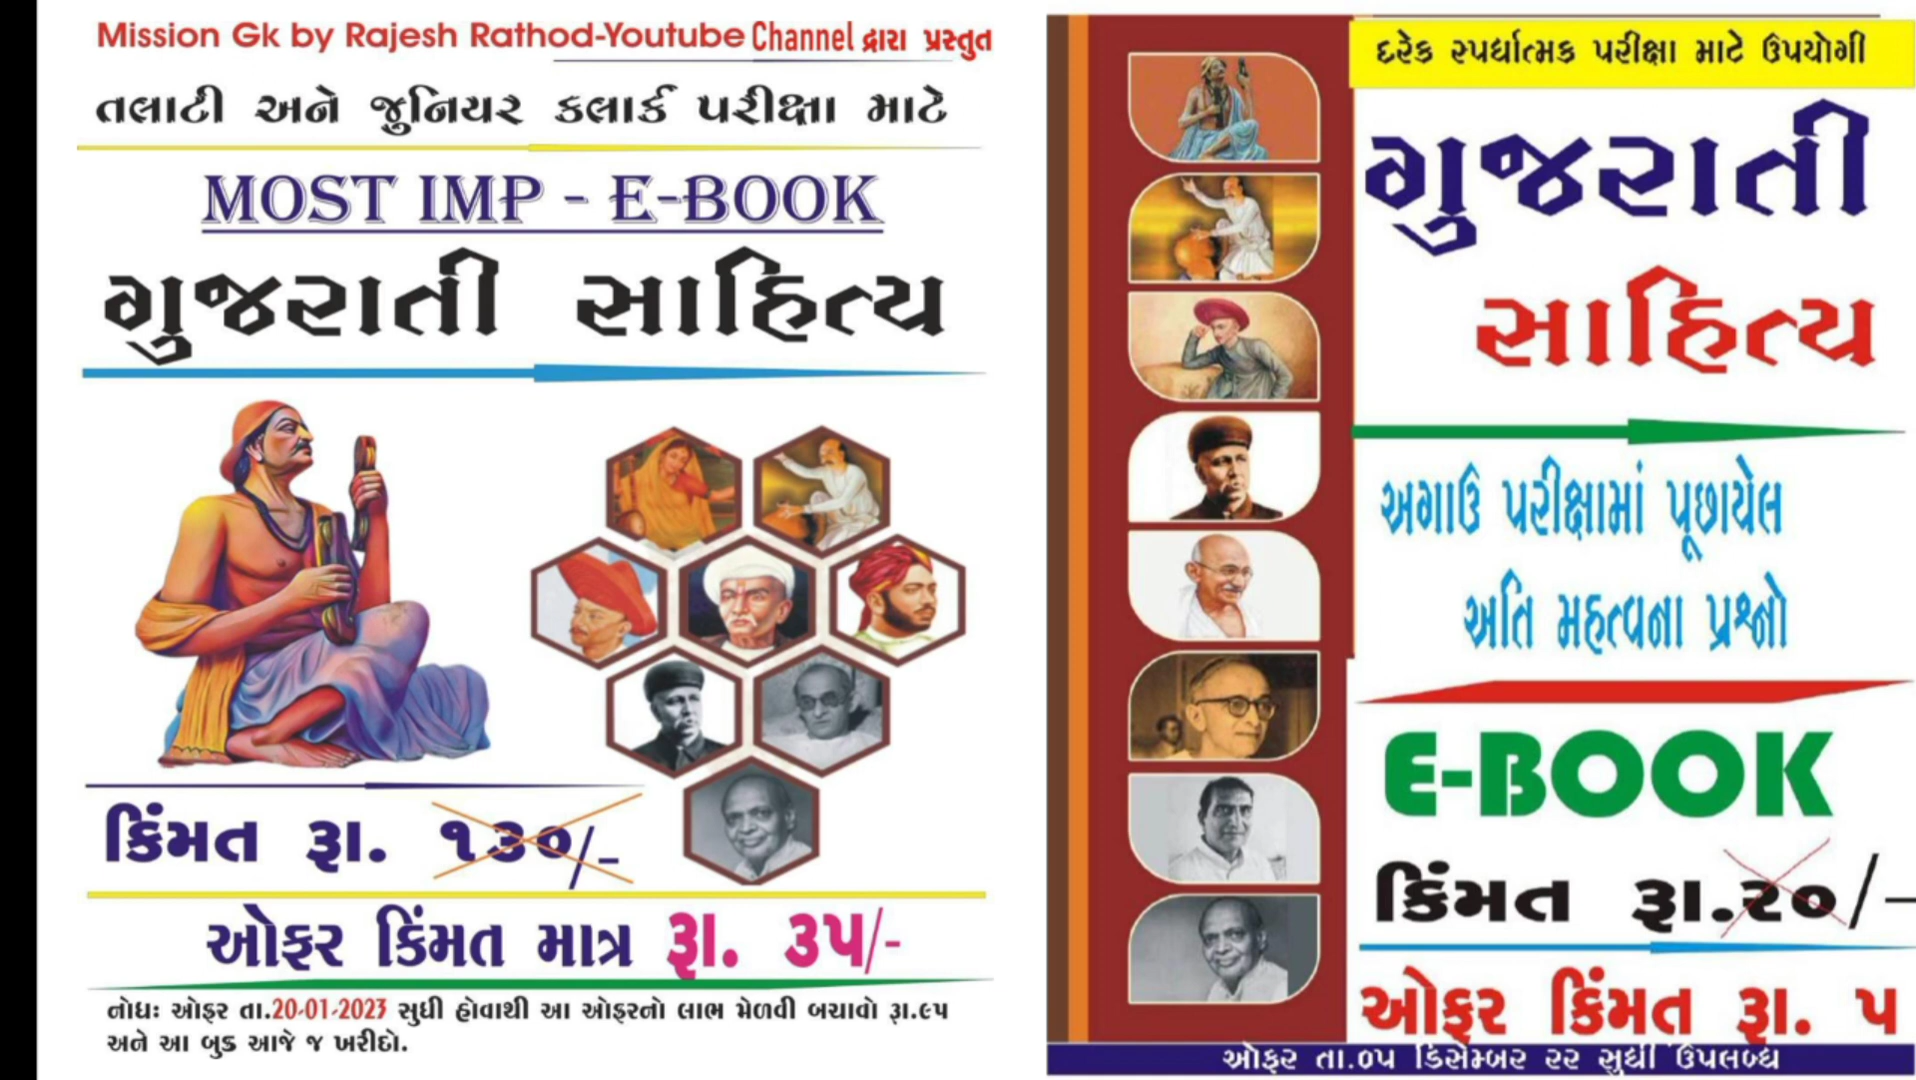 Mission Gk by Rajesh Rathod-Youtube Channel દ્વારા પ્રસ્તુત
તલાટી અને જુનિયર કલાર્ક પરીક્ષા માટે
MOST IMP - E-BOOK
ગુજરાતી સાહિત્ય
કિંમત રૂા. ૧૩૦/-
ઓફર કિંમત માત્ર રૂા. ૩૫/-
નોધઃ ઓફર તા.20-01-2023 સુધી હોવાથી આ ઓફરનો લાભ મેળવી બચાવો રૂા.૯૫
અને આ બુક આજે જ ખરીદો.
દરેક સ્પર્ધાત્મક પરીક્ષા માટે ઉપયોગી
ગુજરાતી
સાહિત્ય
અગાઉ પરીક્ષામાં પૂછાયેલ
અતિ મહત્વના પ્રશ્નો
E-BOOK
કિંમત રૂા.૨૦/-
ઓફર કિંમત રૂા. ૫
ઓફર તા.૦૫ ડિસેમ્બર ૨૨ સુધી ઉપલબ્ધ